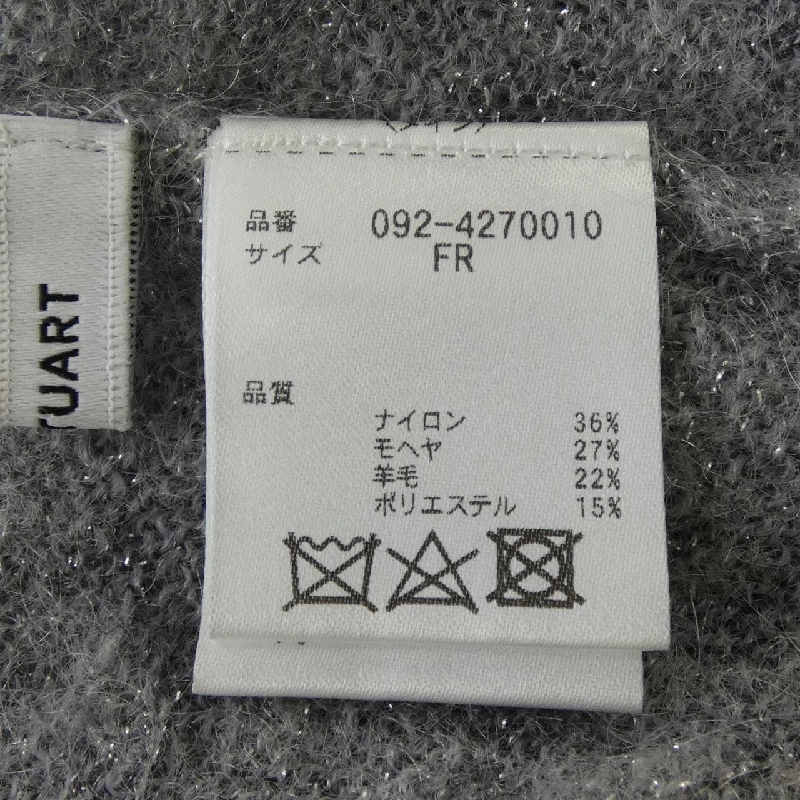 品番 092-4270010
サイズ FR
品質
ナイロン 36%
モヘヤ 27%
羊毛 22%
ポリエステル 15%
TUART